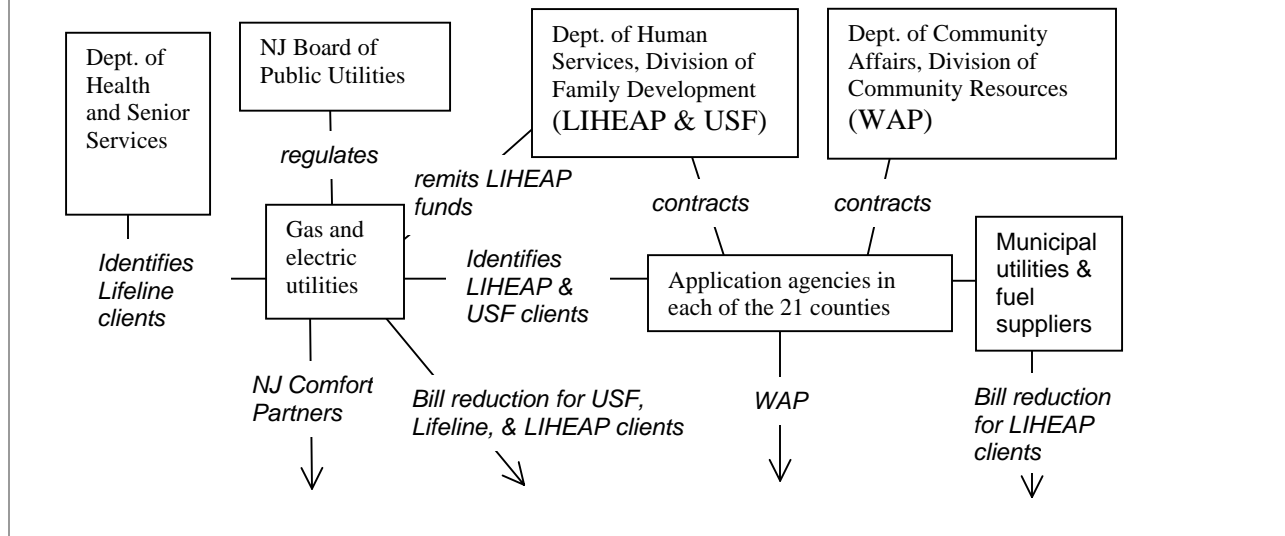 Dept. of
Health
and Senior
Services
NJ Board of
Public Utilities
Dept. of Human
Services, Division of
Family Development
(LIHEAP & USF)
Dept. of Community
Affairs, Division of
Community Resources
(WAP)
regulates
remits LIHEAP
funds
contracts
contracts
Identifies
Lifeline
clients
Gas and
electric
utilities
Identifies
LIHEAP &
USF clients
Application agencies in
each of the 21 counties
Municipal
utilities &
fuel
suppliers
NJ Comfort
Partners
Bill reduction for USF,
Lifeline, & LIHEAP clients
WAP
Bill reduction
for LIHEAP
clients